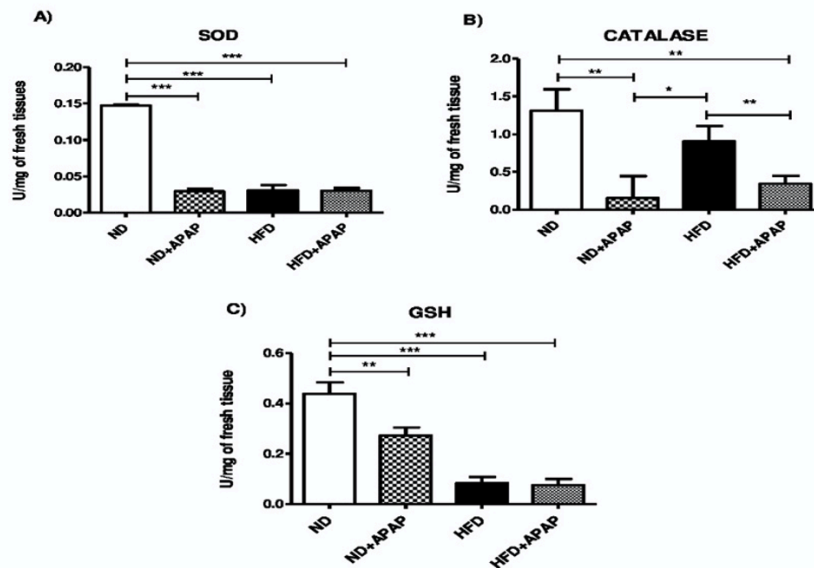 A)
SOD
U/mg of fresh tissues
0.20
0.15
0.10
0.05
0.00
***
***
***
ND
ND+APAP
HFD
HFD+APAP
B)
CATALASE
U/mg of fresh tissue
2.0
1.5
1.0
0.5
0.0
**
**
*
**
ND
ND+APAP
HFD
HFD+APAP
C)
GSH
U/mg of fresh tissue
0.6
0.4
0.2
0.0
***
***
**
ND
ND+APAP
HFD
HFD+APAP